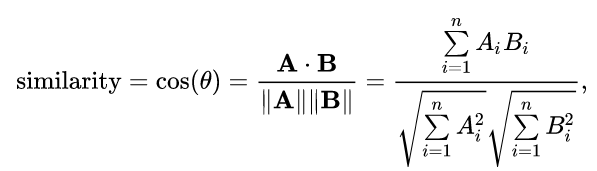 similarity = cos(θ) = A · B / ‖A‖‖B‖ = ∑_{i=1}^{n} A_i B_i / √(∑_{i=1}^{n} A_i^2) √(∑_{i=1}^{n} B_i^2),